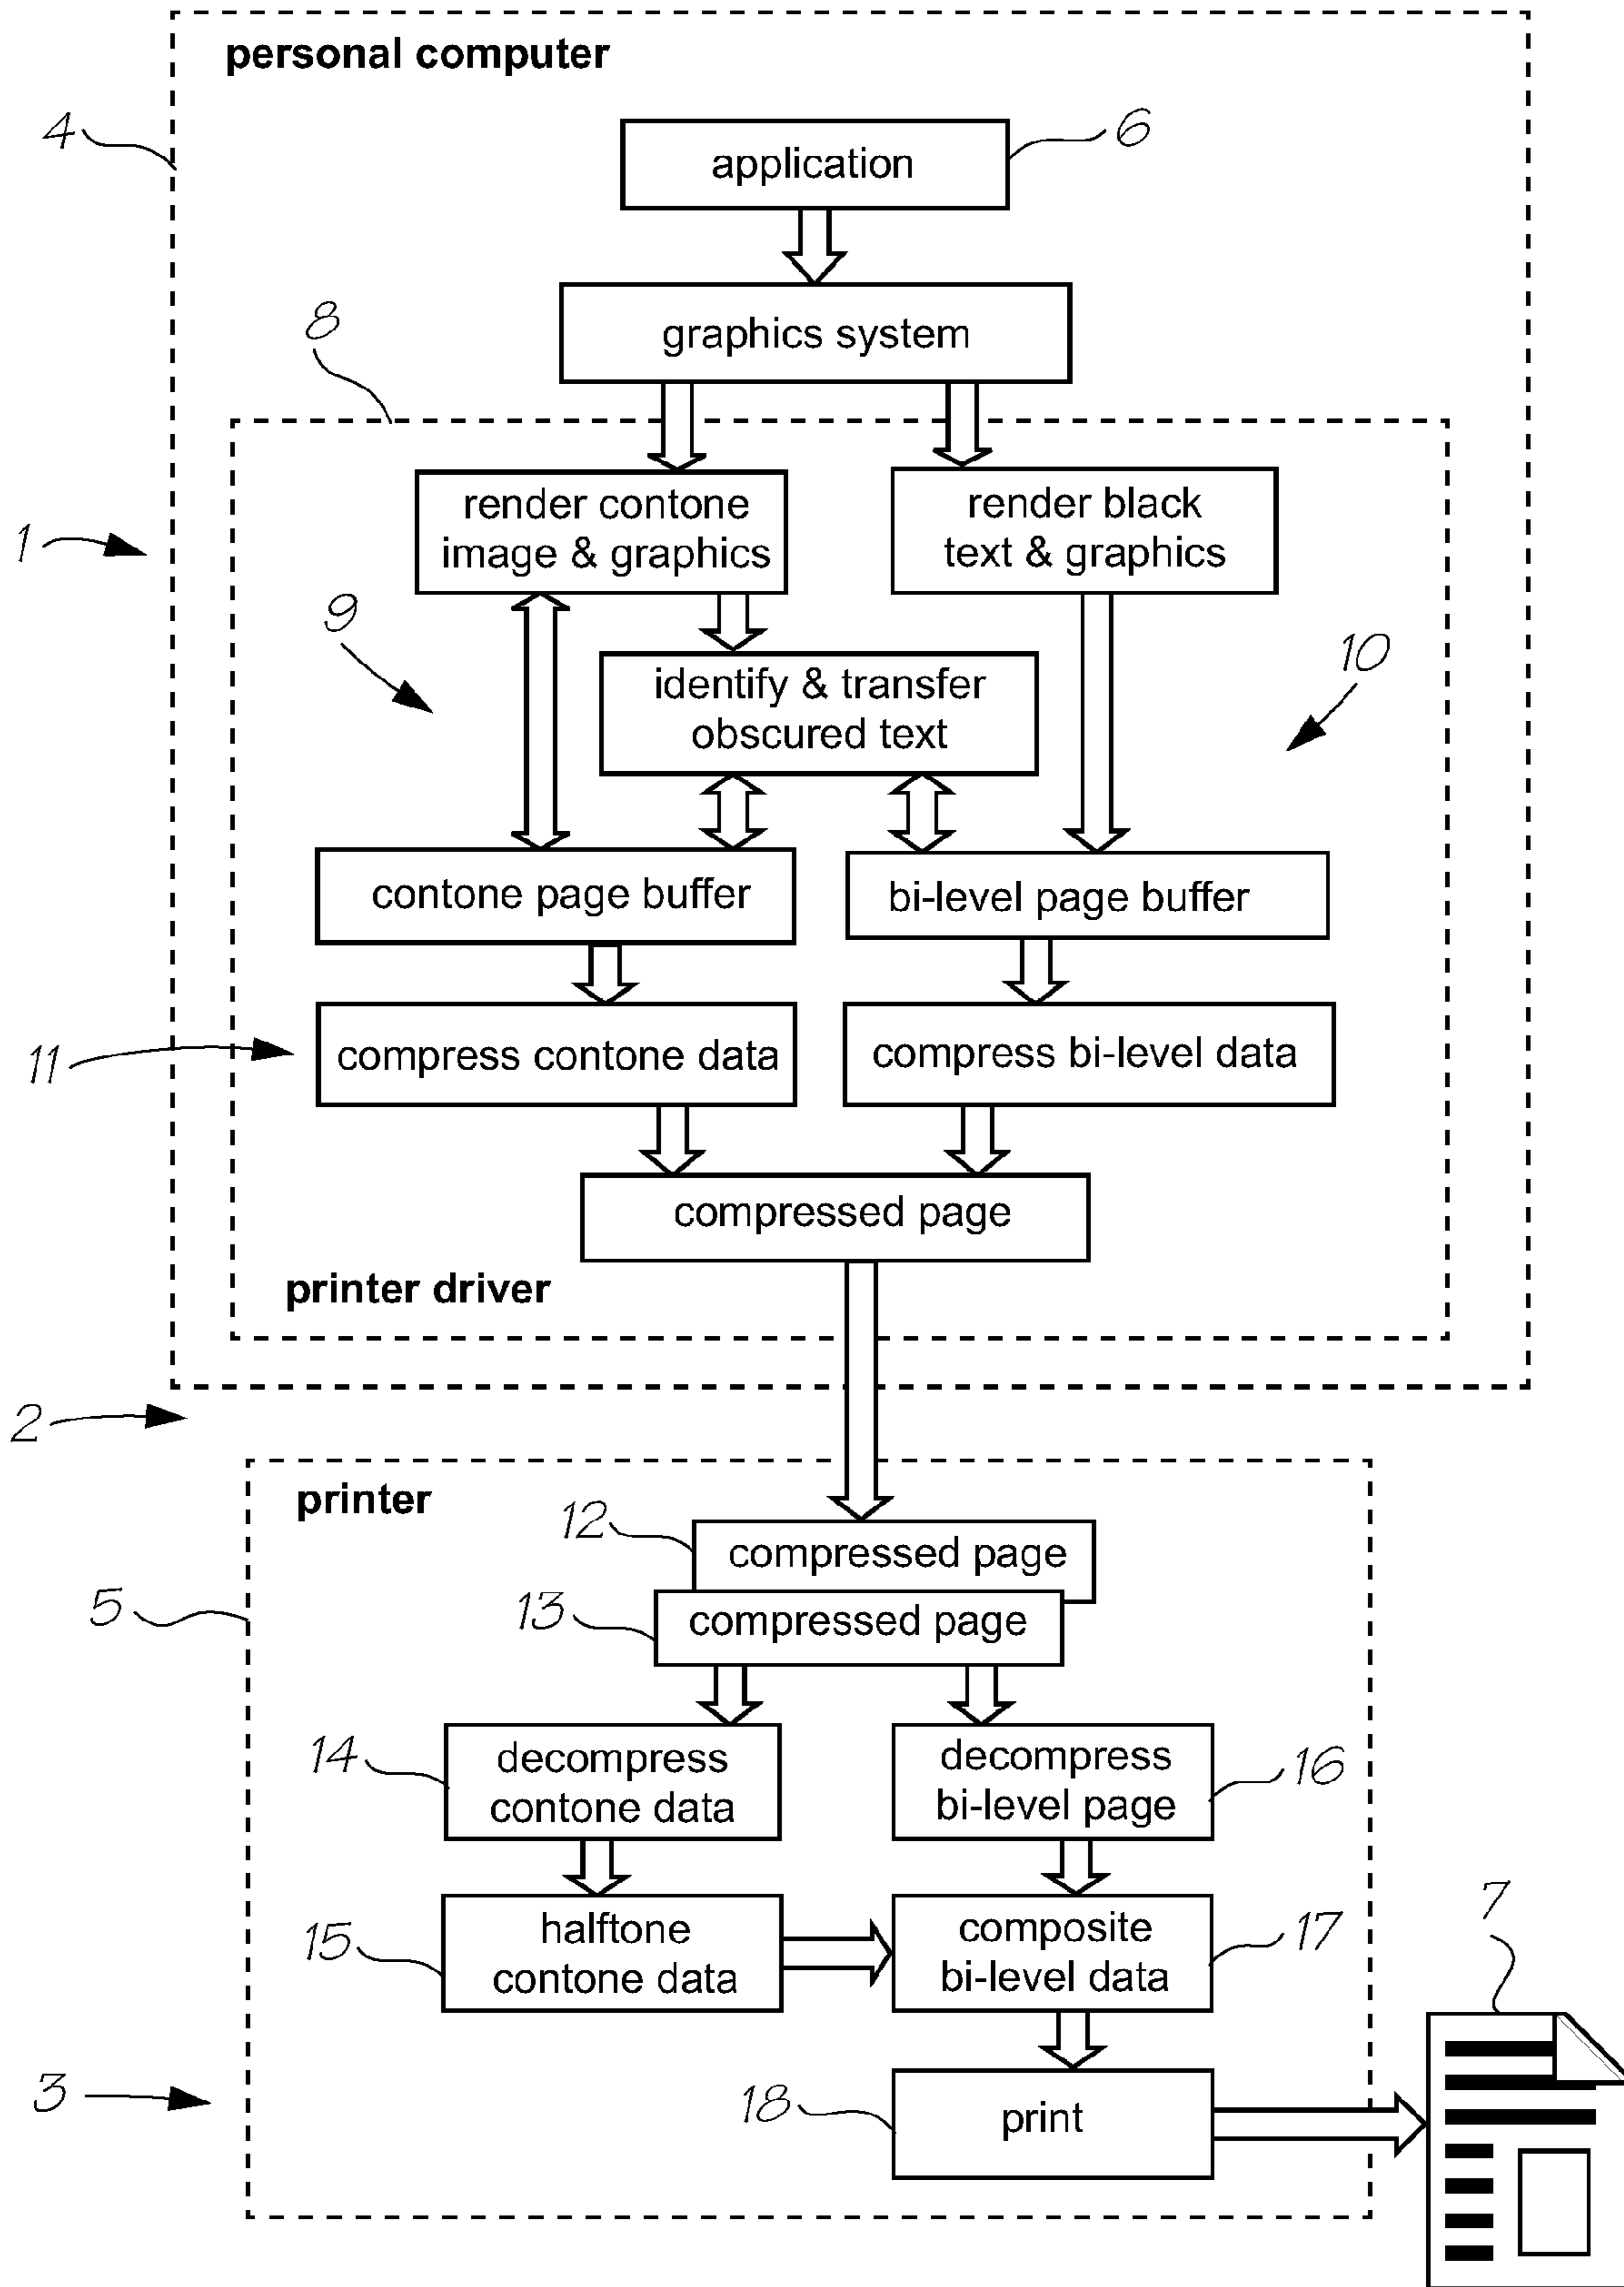 personal computer
4
6
application
8
graphics system
1
render contone
image & graphics
render black
text & graphics
9
10
identify & transfer
obscured text
contone page buffer
bi-level page buffer
11
compress contone data
compress bi-level data
compressed page
printer driver
2
printer
12
compressed page
5
13
compressed page
14
decompress
contone data
decompress
bi-level page
16
15
halftone
contone data
composite
bi-level data
17
7
3
18
print